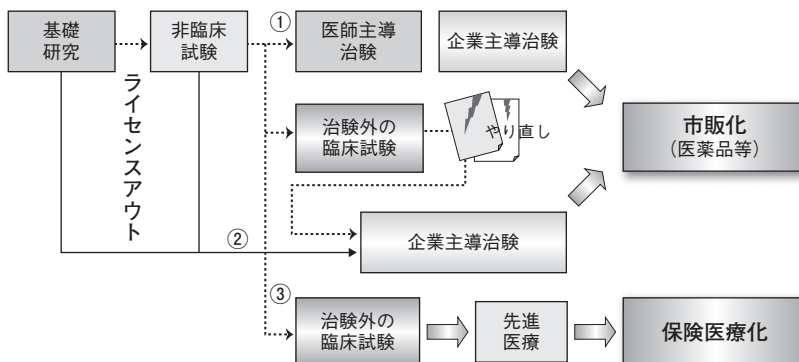 基礎
研究
非臨床
試験
①
医師主導
治験
企業主導治験
ライセンスアウト
治験外の
臨床試験
やり直し
市販化
（医薬品等）
②
企業主導治験
③
治験外の
臨床試験
先進
医療
保険医療化